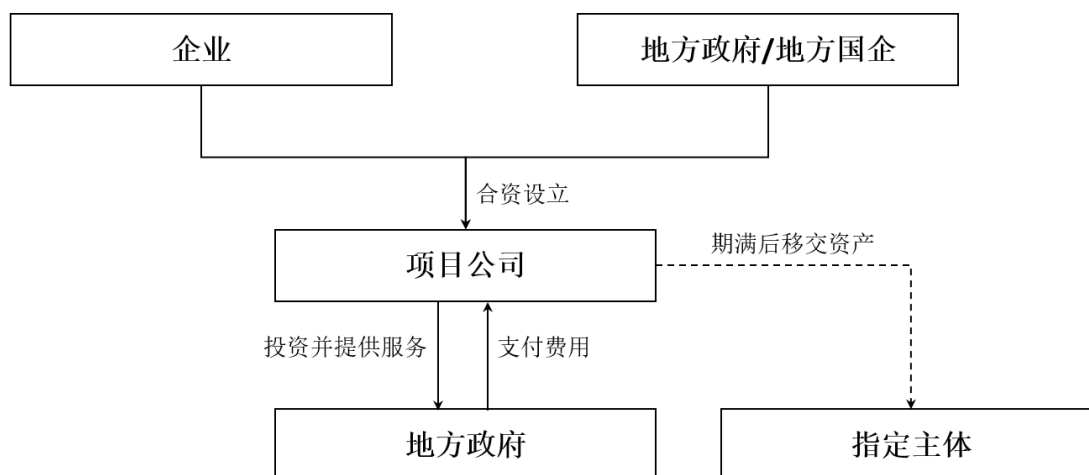 企业
地方政府/地方国企
合资设立
期满后移交资产
项目公司
投资并提供服务
支付费用
地方政府
指定主体